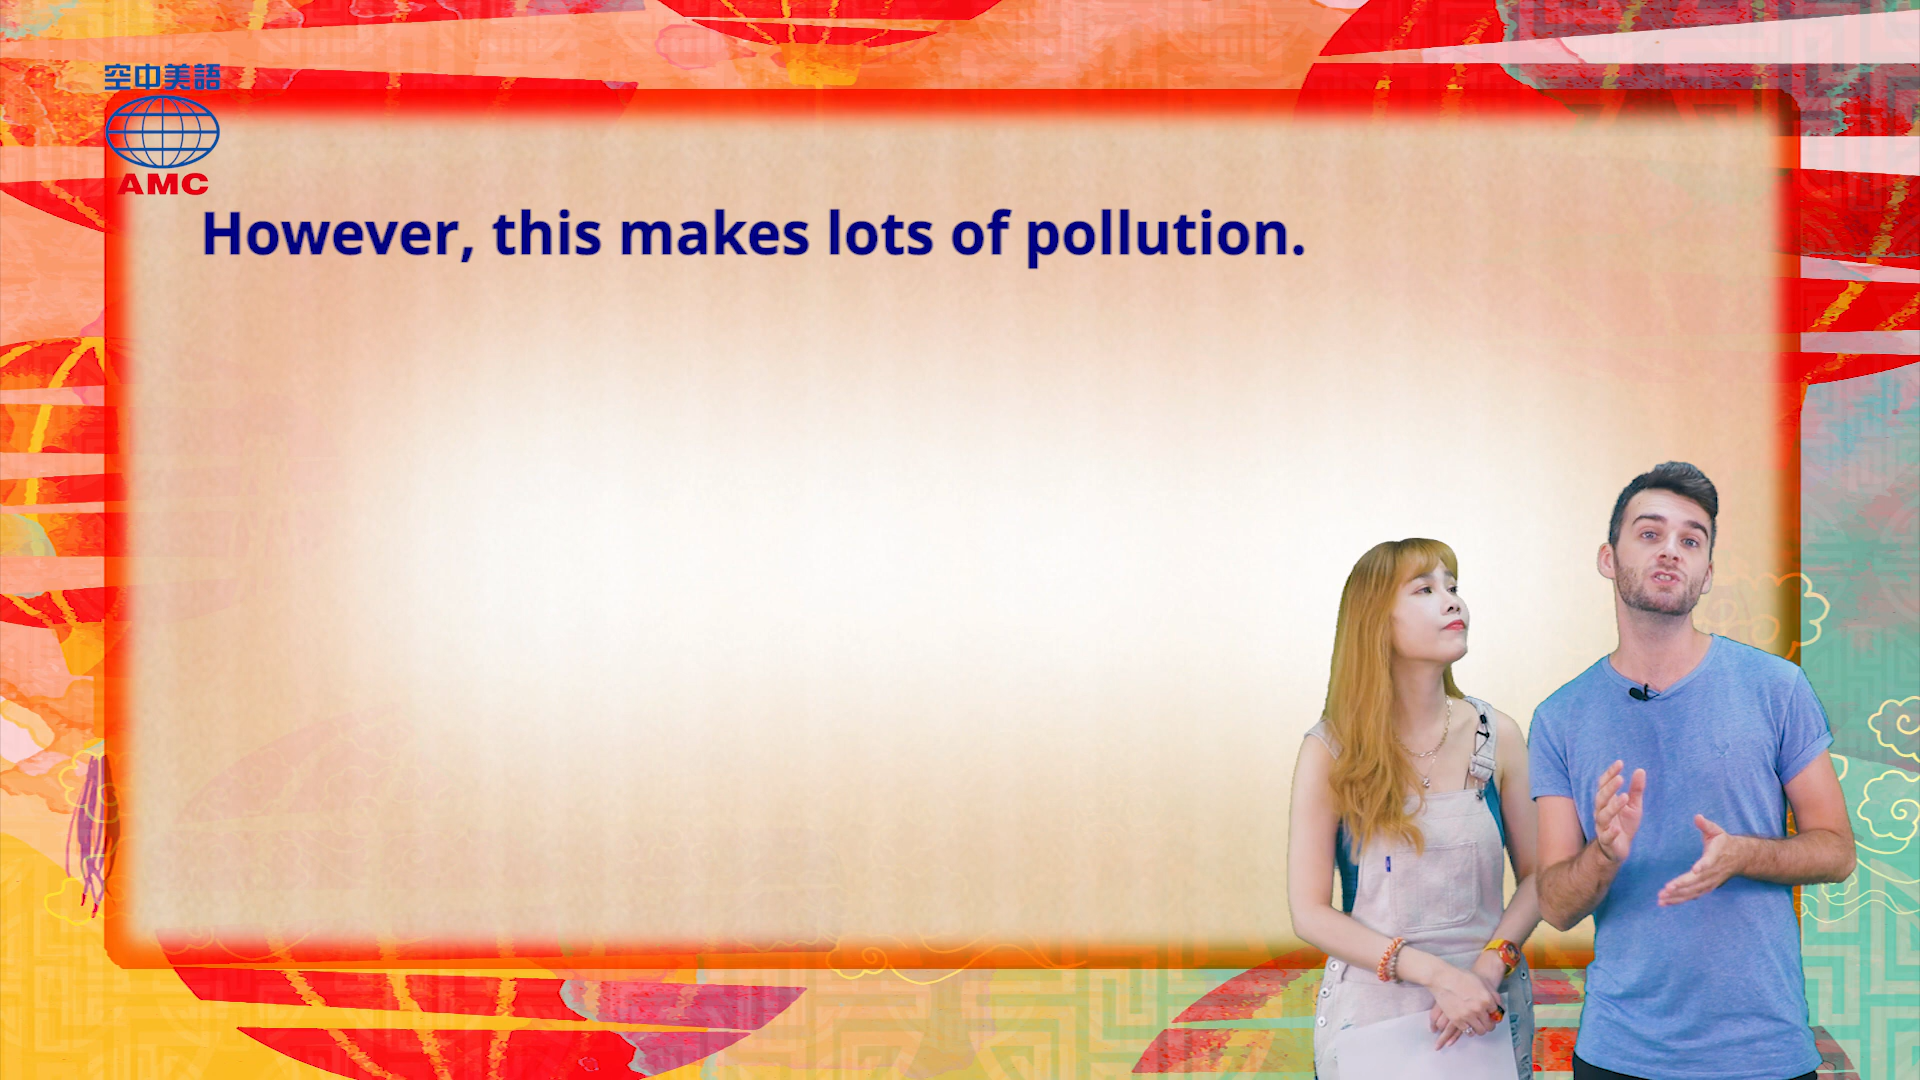 空中美語
AMC
However, this makes lots of pollution.